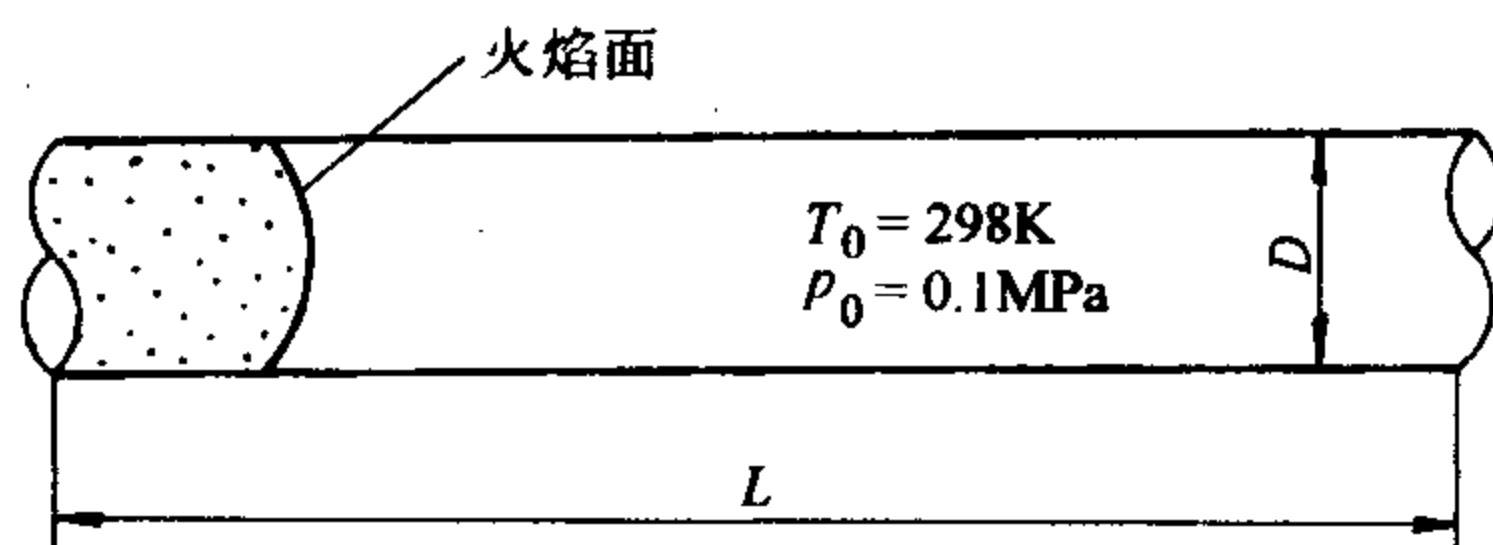 火焰面
T₀ = 298K
p₀ = 0.1MPa
D
L